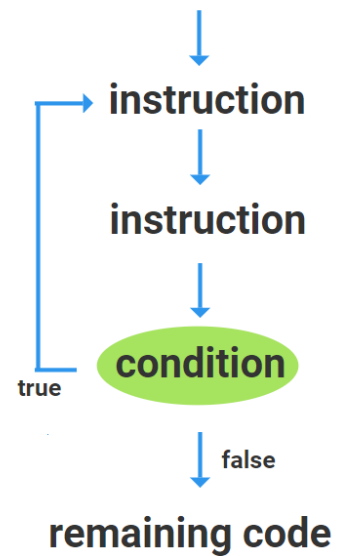 instruction
instruction
condition
true
false
remaining code